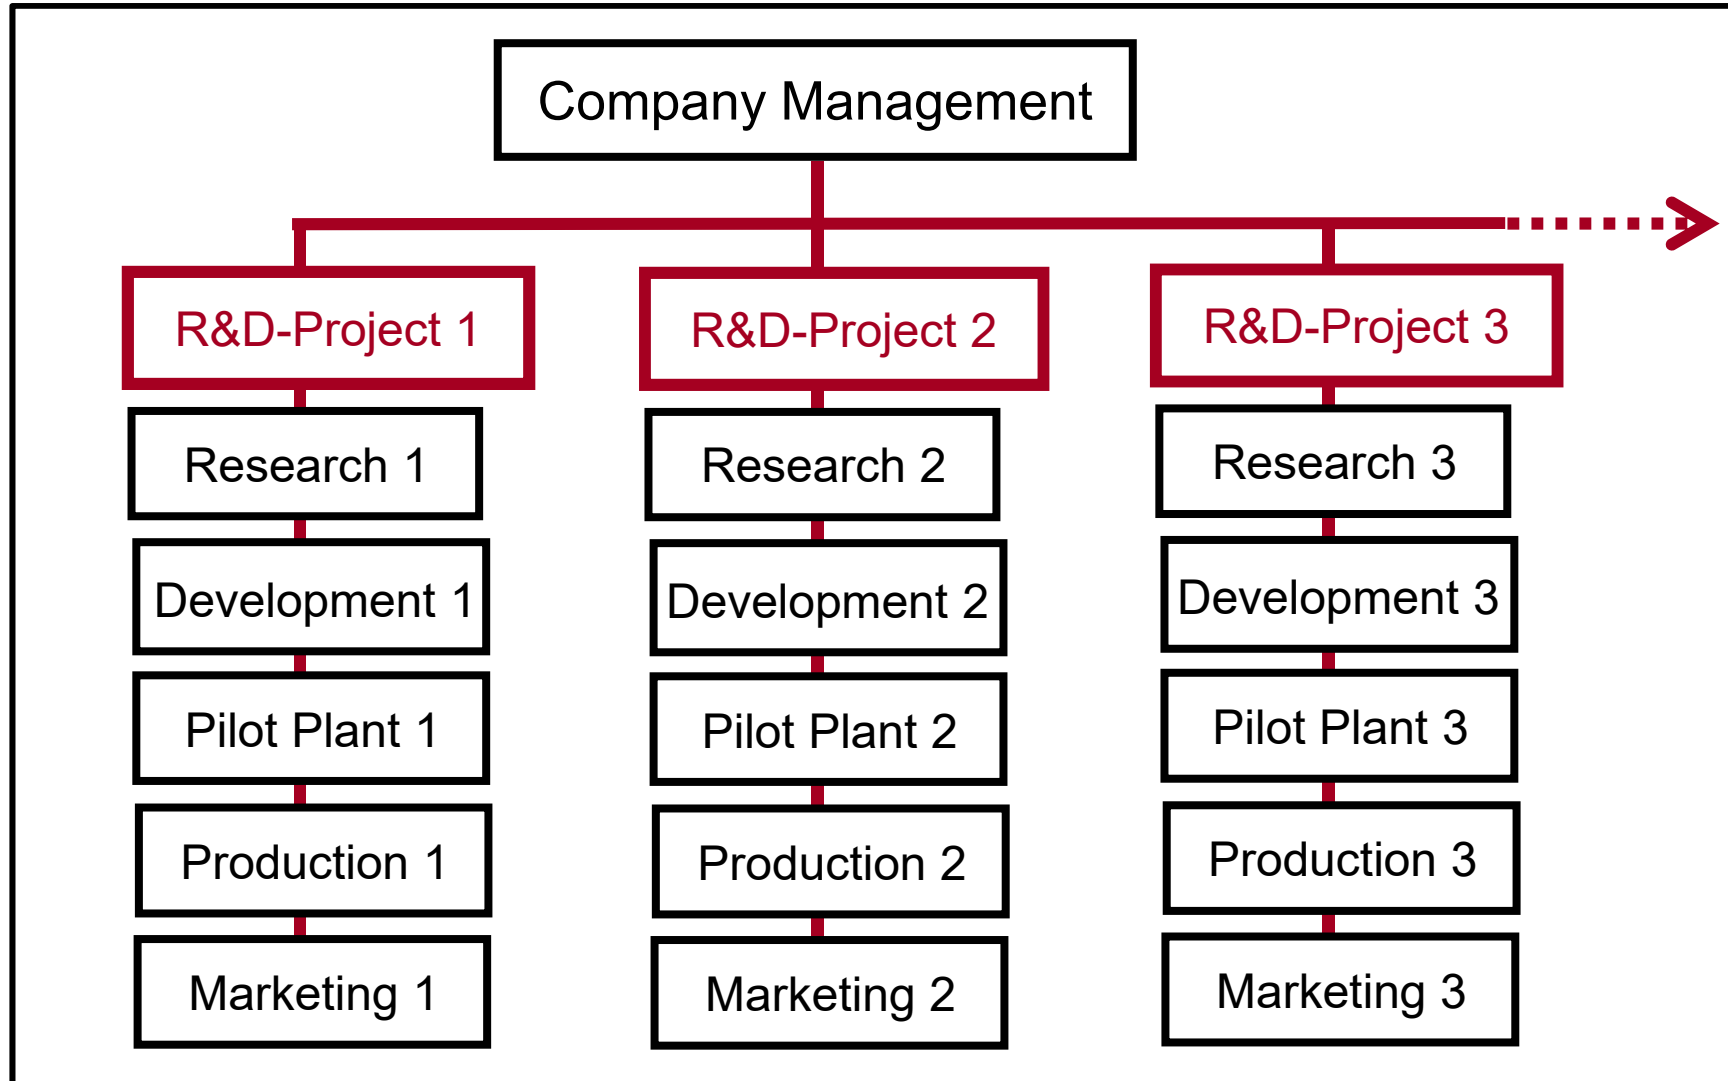 Company Management
R&D-Project 1
R&D-Project 2
R&D-Project 3
Research 1
Research 2
Research 3
Development 1
Development 2
Development 3
Pilot Plant 1
Pilot Plant 2
Pilot Plant 3
Production 1
Production 2
Production 3
Marketing 1
Marketing 2
Marketing 3